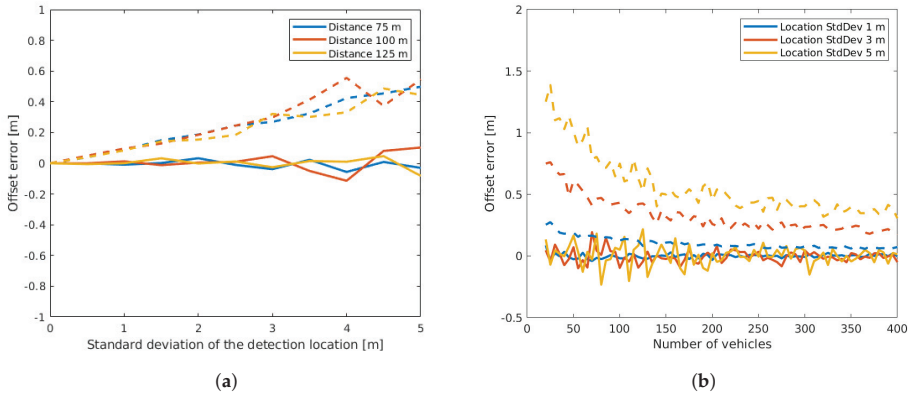 1
0.8
0.6
0.4
0.2
0
-0.2
-0.4
-0.6
-0.8
-1
Offset error [m]
Distance 75 m
Distance 100 m
Distance 125 m
0 1 2 3 4 5
Standard deviation of the detection location [m]
(a)
2
1.5
1
0.5
0
-0.5
Offset error [m]
Location StdDev 1 m
Location StdDev 3 m
Location StdDev 5 m
0 50 100 150 200 250 300 350 400
Number of vehicles
(b)